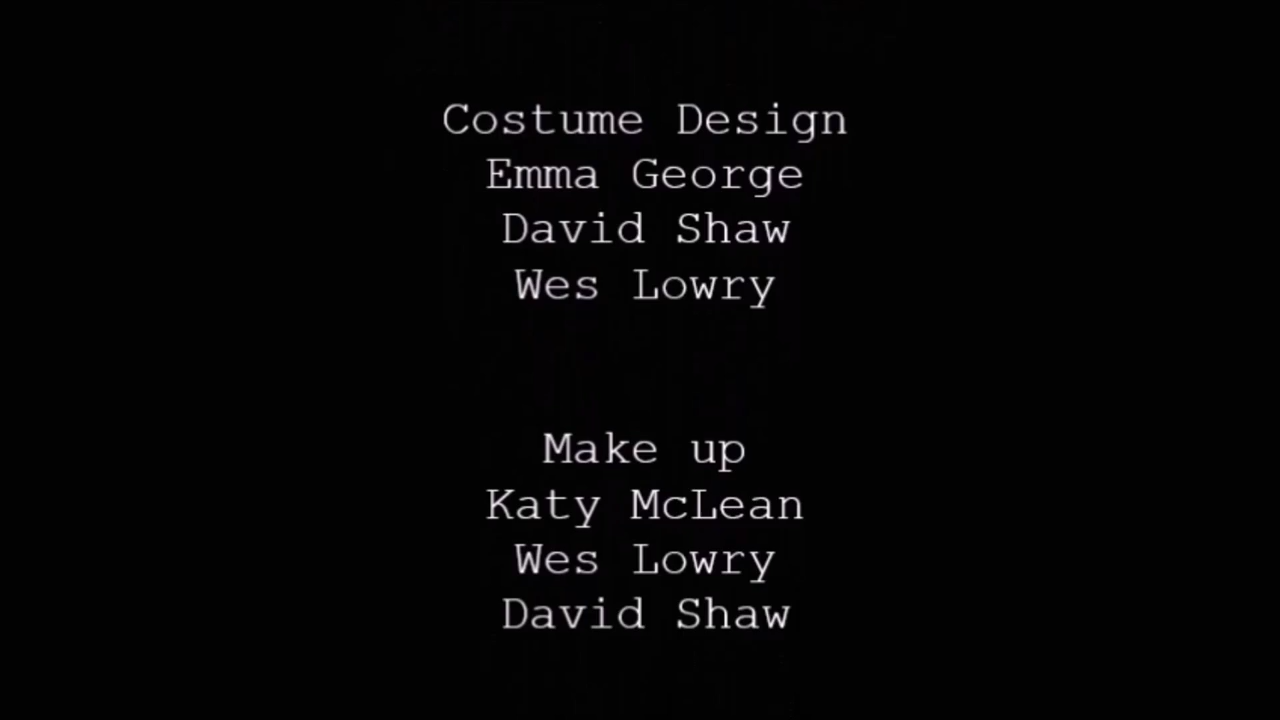 Costume Design
Emma George
David Shaw
Wes Lowry
Make up
Katy McLean
Wes Lowry
David Shaw